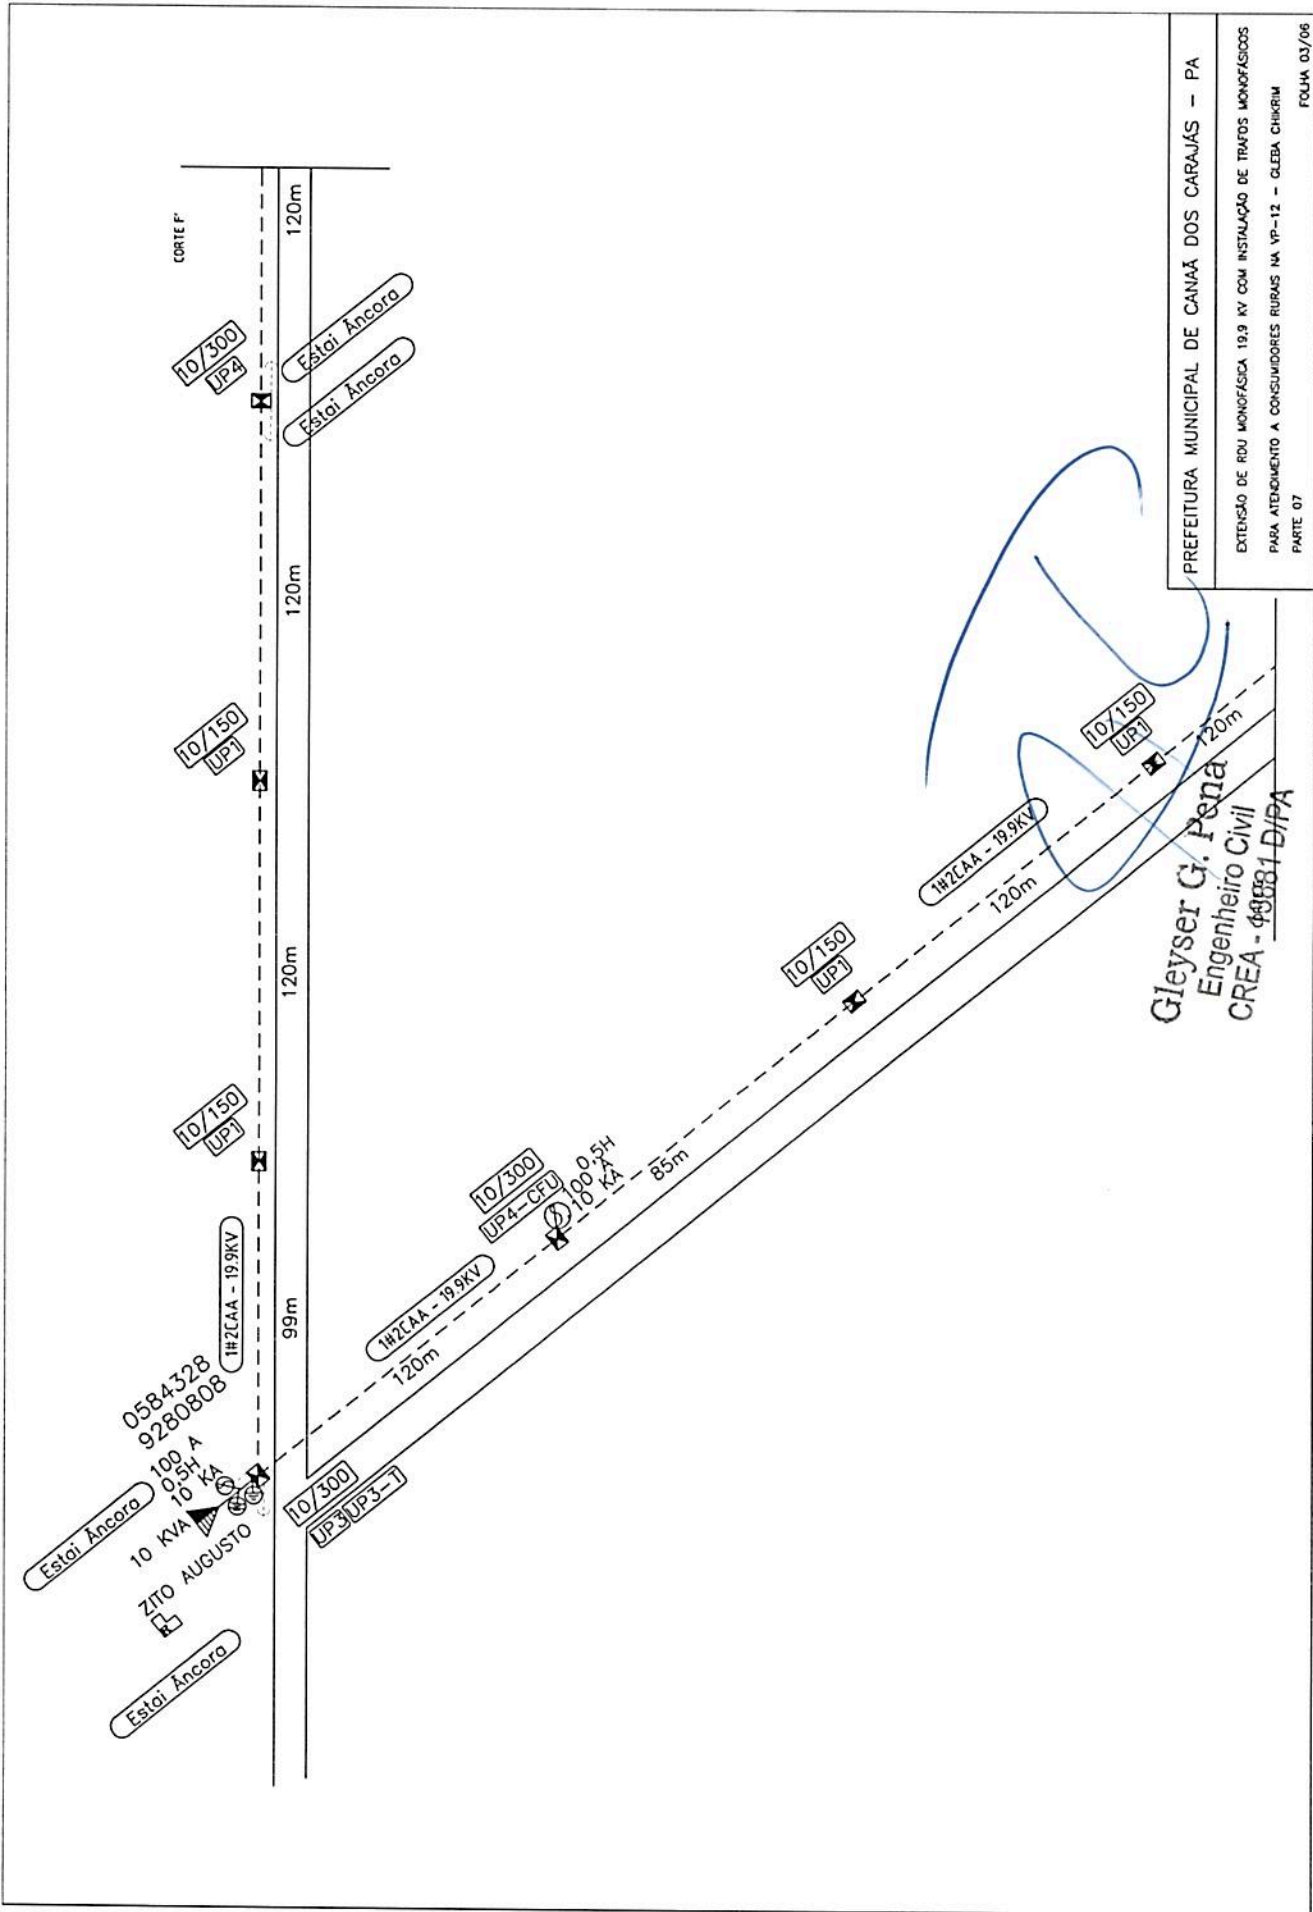 CORTE F'
10/300
UP4
Estai Âncora
Estai Âncora
120m
120m
10/150
UP1
120m
10/150
UP1
99m
1#2CAA - 19.9KV
0584328
9280808
100 A
0,5H
10 KA
10 KVA
ZITO AUGUSTO
R
Estai Âncora
Estai Âncora
10/300
UP3
UP3-T
120m
1#2CAA - 19.9KV
10/300
UP4-CFU
0,5H
100 A
10 KA
85m
10/150
UP1
120m
1#2CAA - 19.9KV
10/150
UP1
120m
Gleyser G. Pena
Engenheiro Civil
CREA - 13681 D/PA
PREFEITURA MUNICIPAL DE CANAÃ DOS CARAJÁS - PA
EXTENSÃO DE RDU MONOFÁSICA 19,9 KV COM INSTALAÇÃO DE TRAFOS MONOFÁSICOS
PARA ATENDIMENTO A CONSUMIDORES RURAIS NA VP-12 - GLEBA CHIKRIM
PARTE 07
FOLHA 03/06